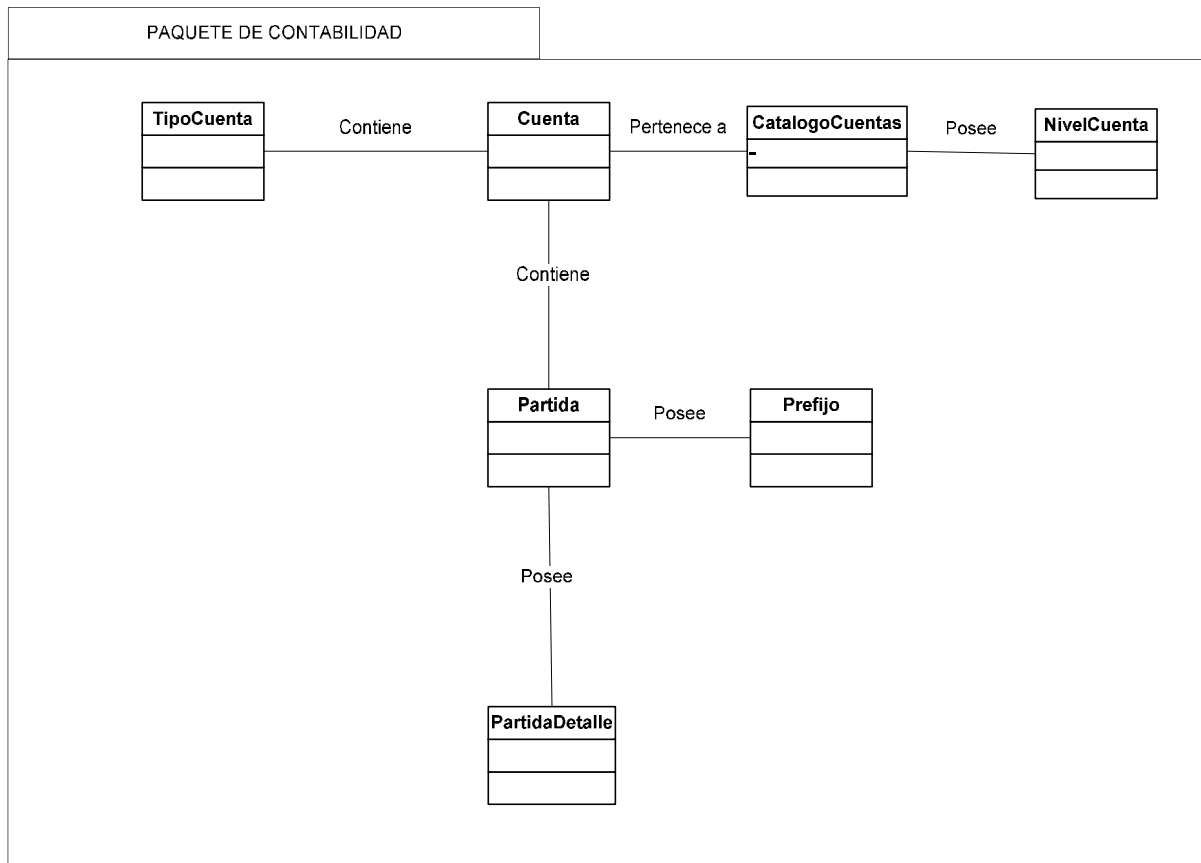 PAQUETE DE CONTABILIDAD
TipoCuenta
Contiene
Cuenta
Pertenece a
CatalogoCuentas
-
Posee
NivelCuenta
Contiene
Partida
Posee
Prefijo
Posee
PartidaDetalle